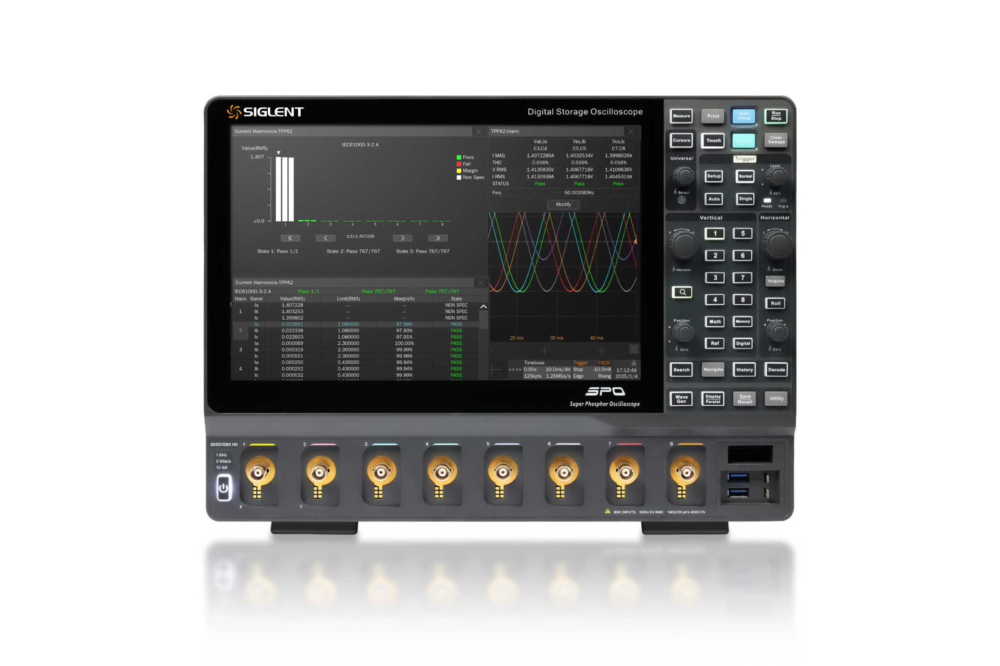 SIGLENT
Digital Storage Oscilloscope
Current Harmonics-TPPA2
IEC61000-3-2 A
Value(RMS)
1.407
+0.0
Pass
Fail
Margin
Non Spec
1 2 3 4 5 6 7 8
1(1):1.407228
State 1: Pass 1/1 State 2: Pass 767/767 State 3: Pass 767/767
TPPA2:Harm
Vab,Ia Vbc,Ib Vca,Ic
C3,C4 C5,C5 C7,C8
I MAG 1.4072285A 1.4032534V 1.3998026A
THD 0.016% 0.016% 0.016%
V RMS 1.4135835V 1.4067718V 1.4109636V
I RMS 1.4130938A 1.4067718V 1.4045319A
STATUS Pass Pass Pass
Freq 50.002083Hz
Modify
20 ms 30 ms 40 ms
Current Harmonics-TPPA2
IEC61000-3-2 A Pass 1/1 Pass 767/767 Pass 767/767
Harm Name Value(RMS) Limit(RMS) Margin(%) State
Ia 1.407228 -- -- NON SPEC
1 Ib 1.403253 -- -- NON SPEC
Ic 1.399802 -- -- NON SPEC
Ia 0.022891 1.080000 97.88% PASS
2 Ib 0.022338 1.080000 97.93% PASS
Ic 0.022603 1.080000 97.91% PASS
Ia 0.000069 2.300000 100.00% PASS
3 Ib 0.000319 2.300000 99.99% PASS
Ic 0.000551 2.300000 99.98% PASS
Ia 0.000250 0.430000 99.94% PASS
4 Ib 0.000252 0.430000 99.94% PASS
Ic 0.000032 0.430000 99.99% PASS
<< >>
Timebase
0.00s 10.0ms/div
125kpts 1.25MSa/s
Trigger C8 DC
Stop -10.0mA
Edge Rising
17:12:49
2025/1/4
SPO
Super Phosphor Oscilloscope
Measure Print Auto Setup Run Stop
Cursors Touch Default Clear Sweeps
Universal
Select
Trigger
Setup Normal
Auto Single
Level
50%
Ready Trig'd
Vertical
Horizontal
V mV
s ns
1 5
2 6
3 7
4 8
Variable
Zoom
Acquire
Roll
Math Memory
Ref Digital
Position
Zero
Position
Zero
Search Navigate History Decode
Wave Gen Display Persist Save Recall Utility
SDS5108X HD
1 GHz
5 GSa/s
12-bit
1 2 3 4 5 6 7 8
X Y
D0-D15
BNC INPUTS 50Ω≤ 5V RMS 1MΩ//20 pF≤ 400V Pk